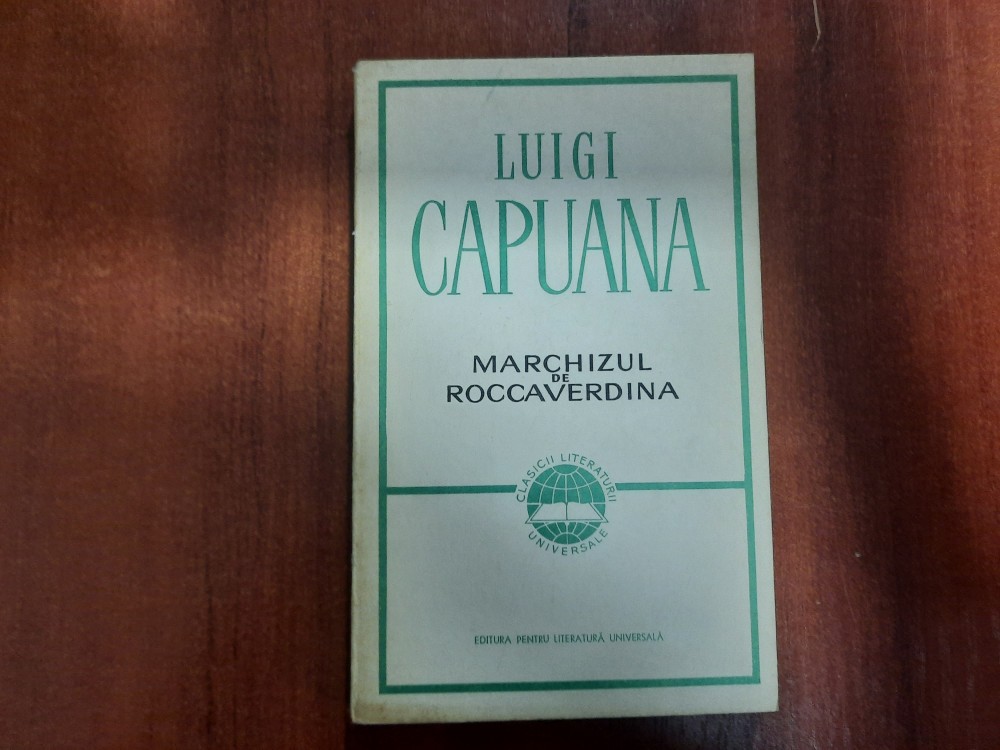 LUIGI
CAPUANA
MARCHIZUL
DE
ROCCAVERDINA
CLASICII LITERATURII
UNIVERSALE
EDITURA PENTRU LITERATURĂ UNIVERSALĂ